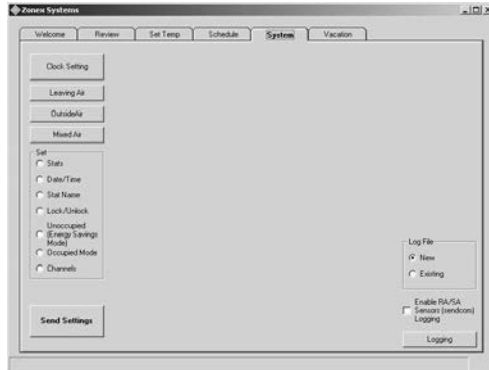 Zonex Systems
Welcome
Review
Set Temp
Schedule
System
Vacation
Clock Setting
Leaving Air
OutsideAir
Mixed Air
Set
Stats
Date/Time
Stat Name
Lock/Unlock
Unoccupied
(Energy Savings
Mode)
Occupied Mode
Channels
Send Settings
Log File
New
Existing
Enable RA/SA
Sensors (sendcom)
Logging
Logging